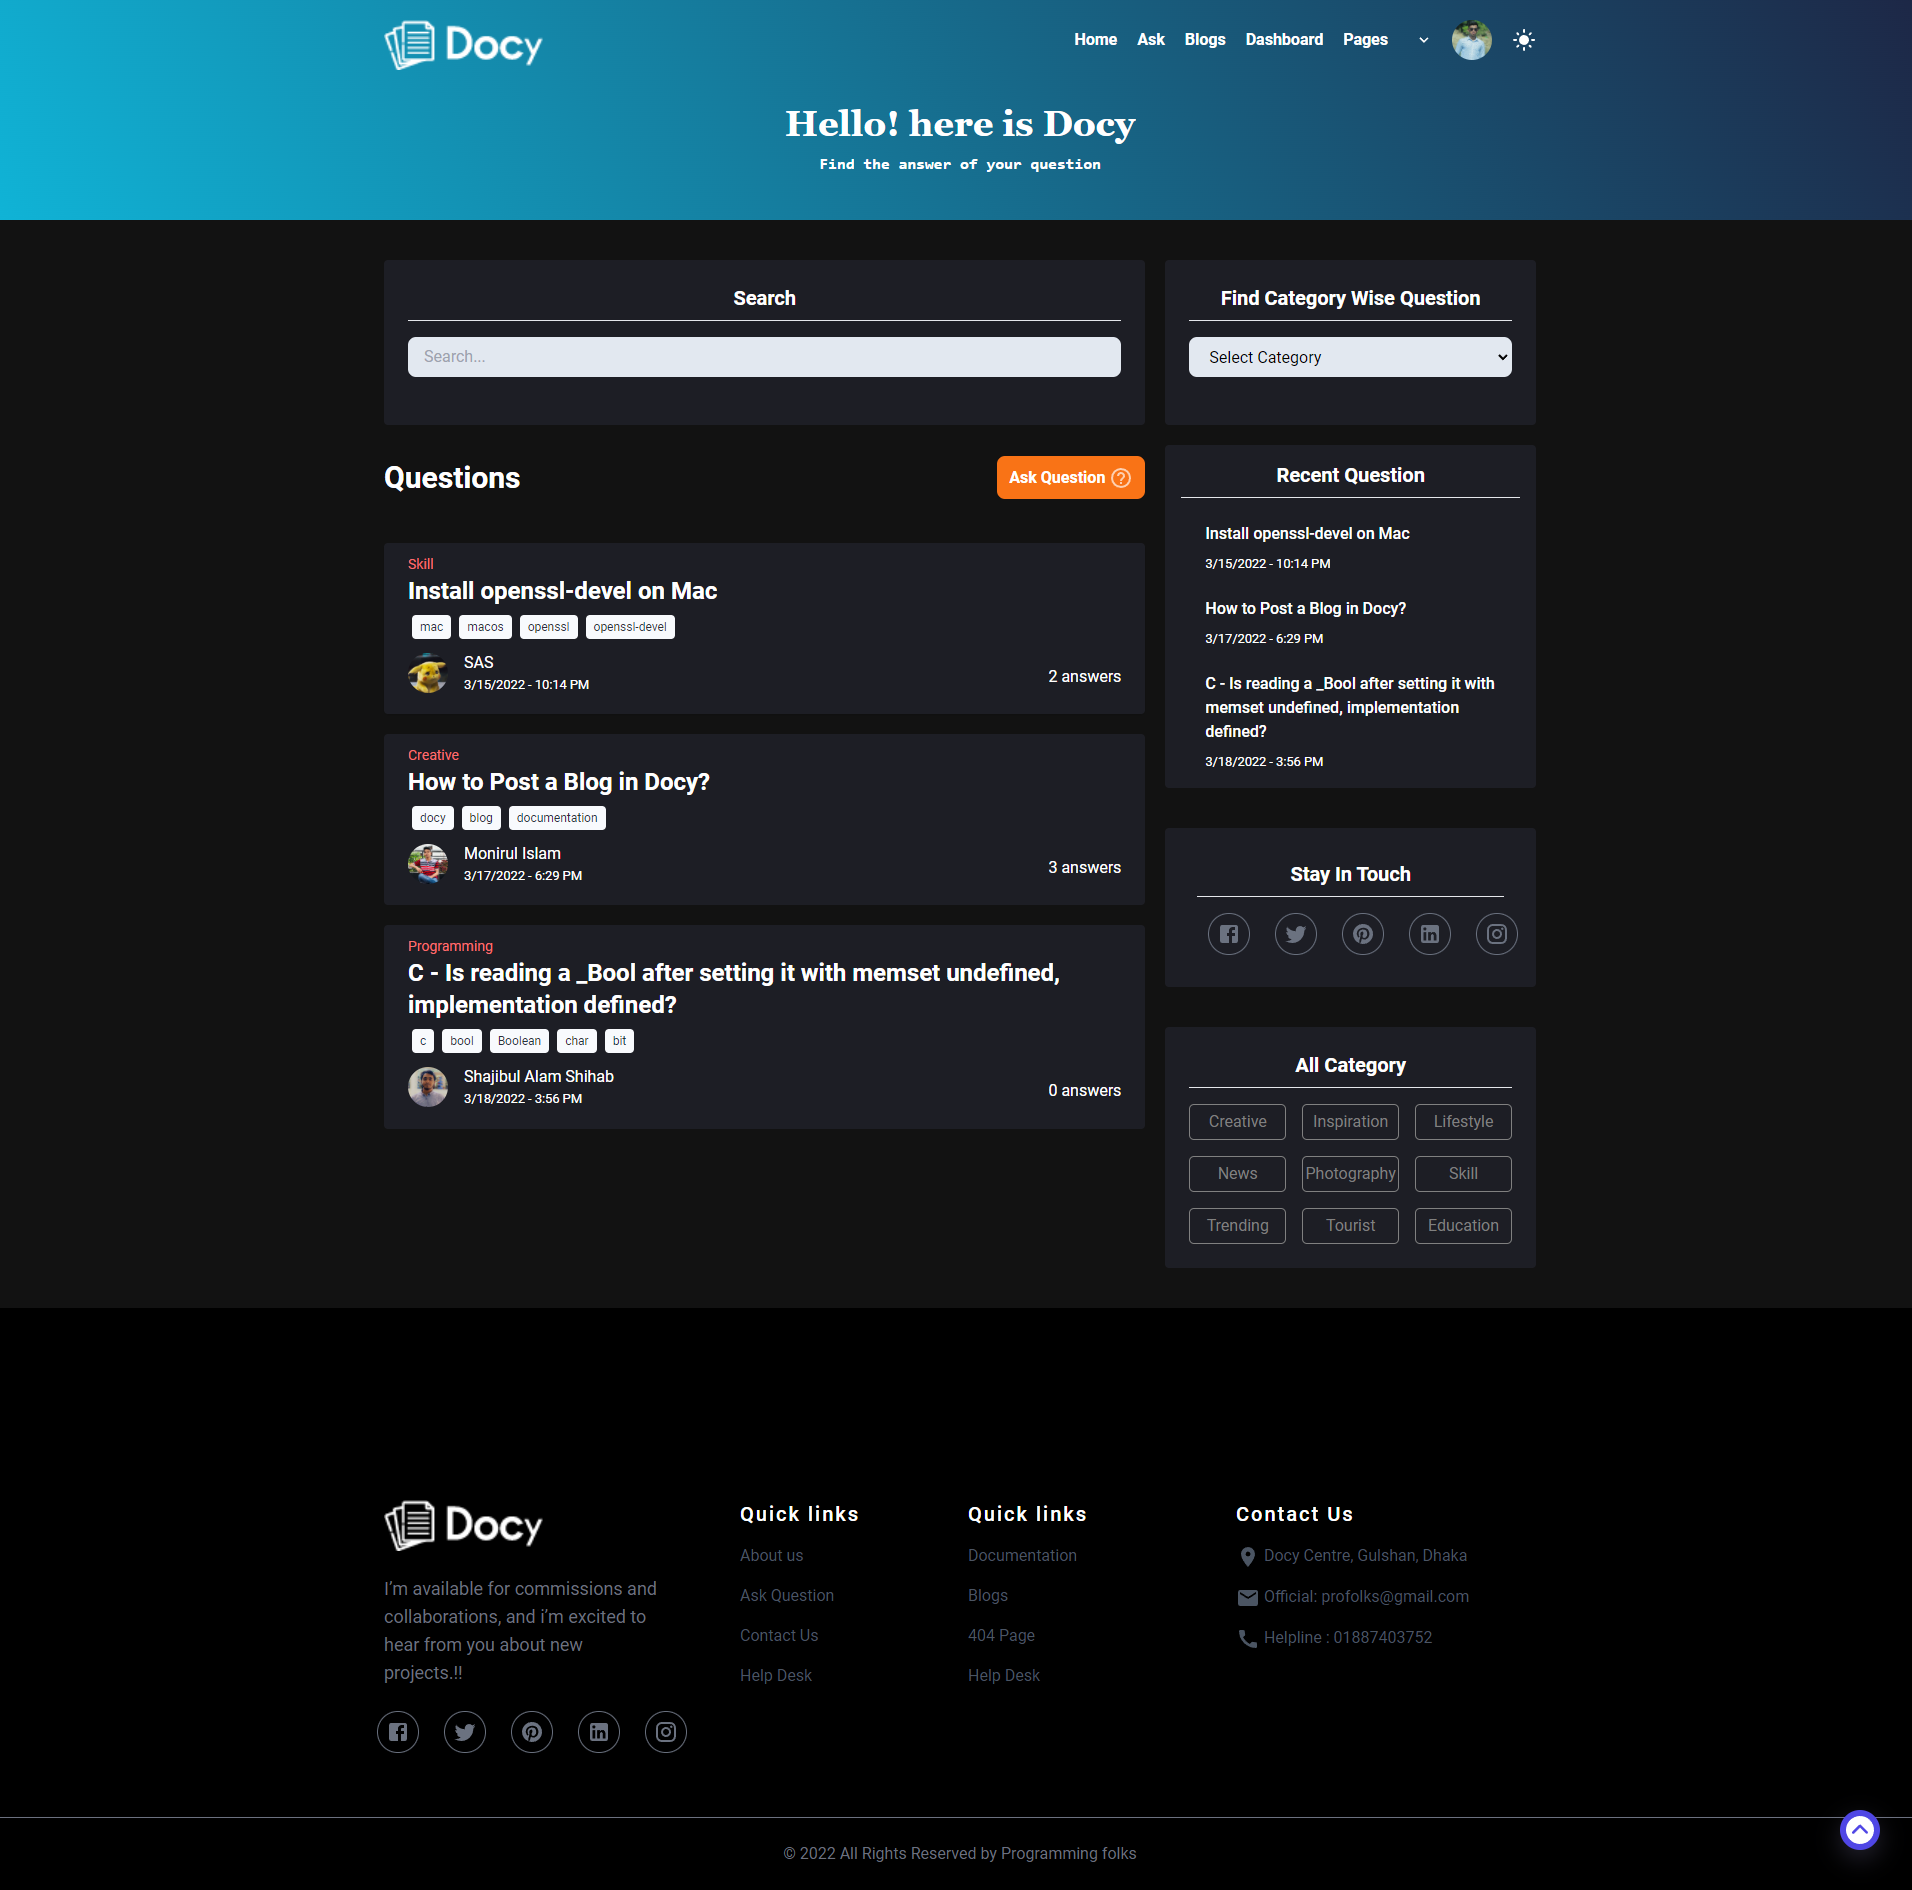 Docy
Home Ask Blogs Dashboard Pages
Hello! here is Docy
Find the answer of your question
Search
Search...
Find Category Wise Question
Select Category
Questions
Ask Question
Skill
Install openssl-devel on Mac
mac macos openssl openssl-devel
SAS
3/15/2022 - 10:14 PM
2 answers
Creative
How to Post a Blog in Docy?
docy blog documentation
Monirul Islam
3/17/2022 - 6:29 PM
3 answers
Programming
C - Is reading a _Bool after setting it with memset undefined,
implementation defined?
c bool Boolean char bit
Shajibul Alam Shihab
3/18/2022 - 3:56 PM
0 answers
Recent Question
Install openssl-devel on Mac
3/15/2022 - 10:14 PM
How to Post a Blog in Docy?
3/17/2022 - 6:29 PM
C - Is reading a _Bool after setting it with
memset undefined, implementation
defined?
3/18/2022 - 3:56 PM
Stay In Touch
All Category
Creative Inspiration Lifestyle
News Photography Skill
Trending Tourist Education
Docy
I'm available for commissions and
collaborations, and i'm excited to
hear from you about new
projects.!!
Quick links
About us
Ask Question
Contact Us
Help Desk
Quick links
Documentation
Blogs
404 Page
Help Desk
Contact Us
Docy Centre, Gulshan, Dhaka
Official: profolks@gmail.com
Helpline : 01887403752
© 2022 All Rights Reserved by Programming folks